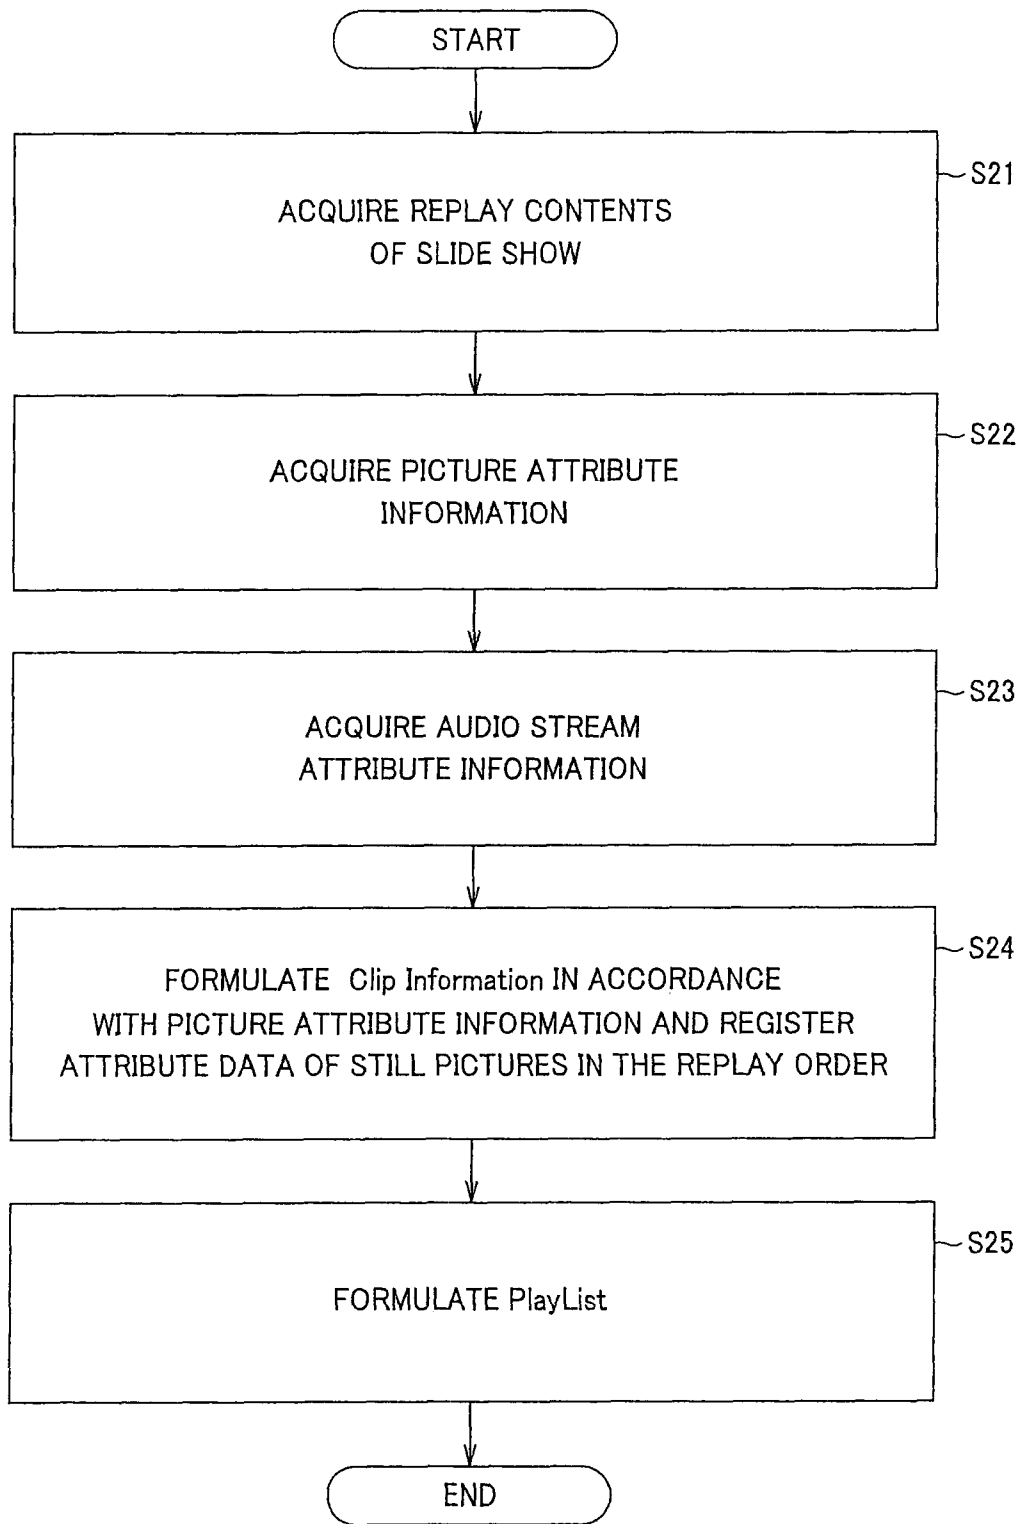 START
S21
ACQUIRE REPLAY CONTENTS
OF SLIDE SHOW
S22
ACQUIRE PICTURE ATTRIBUTE
INFORMATION
S23
ACQUIRE AUDIO STREAM
ATTRIBUTE INFORMATION
S24
FORMULATE Clip Information IN ACCORDANCE
WITH PICTURE ATTRIBUTE INFORMATION AND REGISTER
ATTRIBUTE DATA OF STILL PICTURES IN THE REPLAY ORDER
S25
FORMULATE PlayList
END